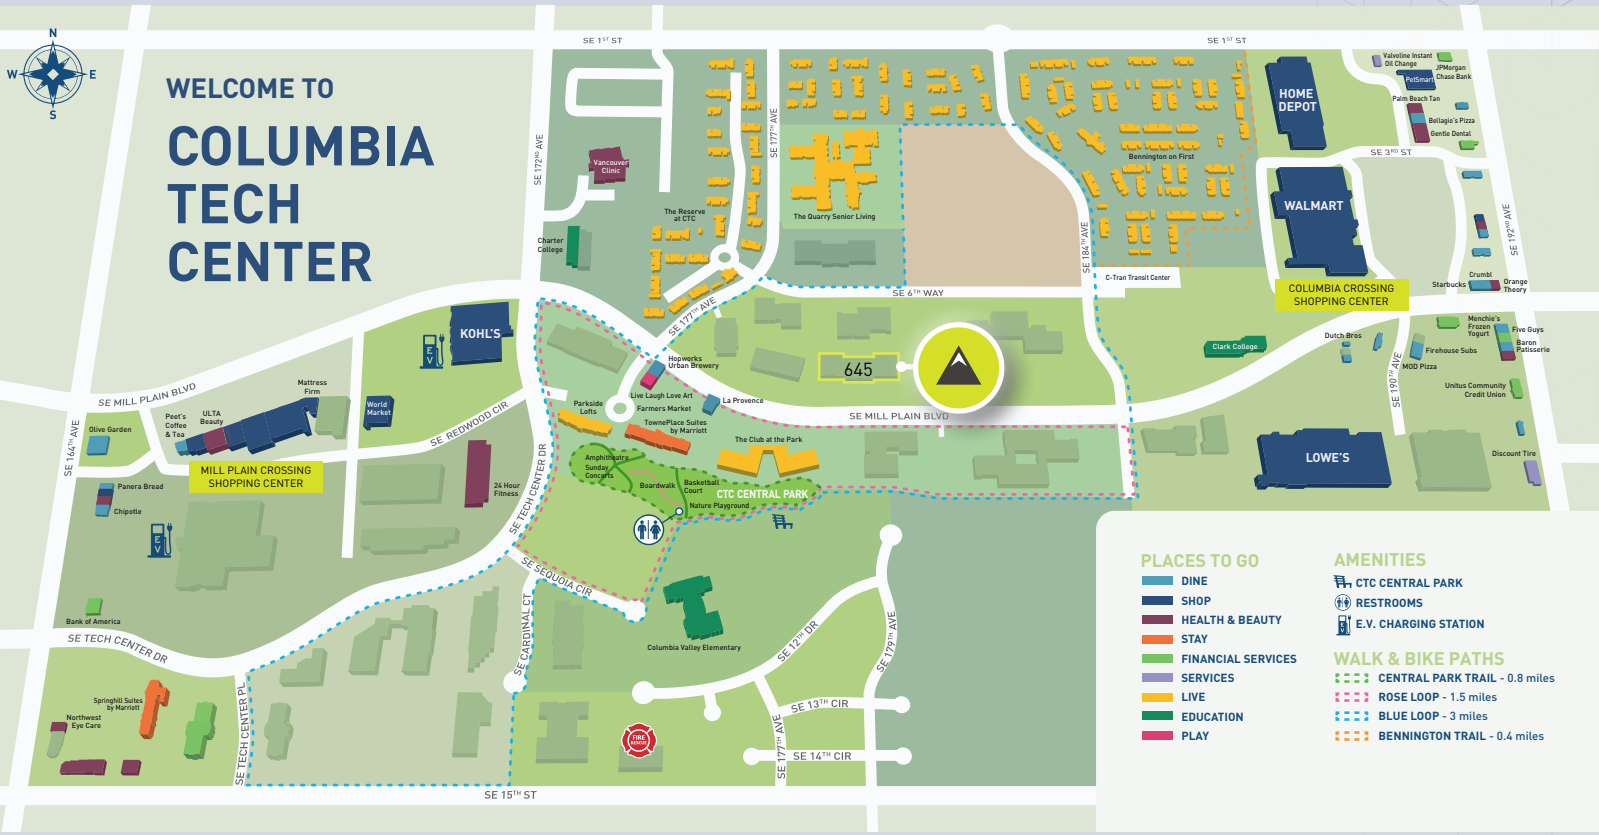 N
W
E
S
WELCOME TO
COLUMBIA
TECH
CENTER
SE 1ST ST
SE 1ST ST
SE 172ND AVE
SE 177TH AVE
SE 184TH AVE
SE 192ND AVE
SE 3RD ST
Vancouver
Clinic
Charter
College
The Reserve
at CTC
The Quarry Senior Living
Bennington on First
C-Tran Transit Center
HOME
DEPOT
WALMART
Valvoline Instant
Oil Change
JPMorgan
Chase Bank
PetSmart
Palm Beach Tan
Bellagio's Pizza
Gentle Dental
Crumbl
Starbucks
Orange
Theory
COLUMBIA CROSSING
SHOPPING CENTER
SE 6TH WAY
SE 177TH AVE
KOHL'S
EV
Menchie's
Frozen
Yogurt
Five Guys
Baron
Patisserie
Dutch Bros
Firehouse Subs
MOD Pizza
Clark College
SE 190TH AVE
Unitus Community
Credit Union
Discount Tire
LOWE'S
645
Hopworks
Urban Brewery
Live Laugh Love Art
Farmers Market
La Provence
Parkside
Lofts
TownePlace Suites
by Marriott
The Club at the Park
SE MILL PLAIN BLVD
SE MILL PLAIN BLVD
Mattress
Firm
World
Market
Peet's
Coffee
& Tea
ULTA
Beauty
Olive Garden
SE 164TH AVE
SE REDWOOD CIR
MILL PLAIN CROSSING
SHOPPING CENTER
Panera Bread
Chipotle
EV
24 Hour
Fitness
SE TECH CENTER DR
Amphitheatre
Sunday
Concerts
Boardwalk
Basketball
Court
CTC CENTRAL PARK
Nature Playground
SE SEQUOIA CIR
SE CARDINAL CT
Columbia Valley Elementary
SE 12TH DR
SE 179TH AVE
SE 13TH CIR
SE 177TH AVE
SE 14TH CIR
FIRE
RESCUE
Bank of America
SE TECH CENTER DR
Springhill Suites
by Marriott
Northwest
Eye Care
SE TECH CENTER PL
SE 15TH ST
PLACES TO GO
DINE
SHOP
HEALTH & BEAUTY
STAY
FINANCIAL SERVICES
SERVICES
LIVE
EDUCATION
PLAY
AMENITIES
CTC CENTRAL PARK
RESTROOMS
E.V. CHARGING STATION
WALK & BIKE PATHS
CENTRAL PARK TRAIL - 0.8 miles
ROSE LOOP - 1.5 miles
BLUE LOOP - 3 miles
BENNINGTON TRAIL - 0.4 miles